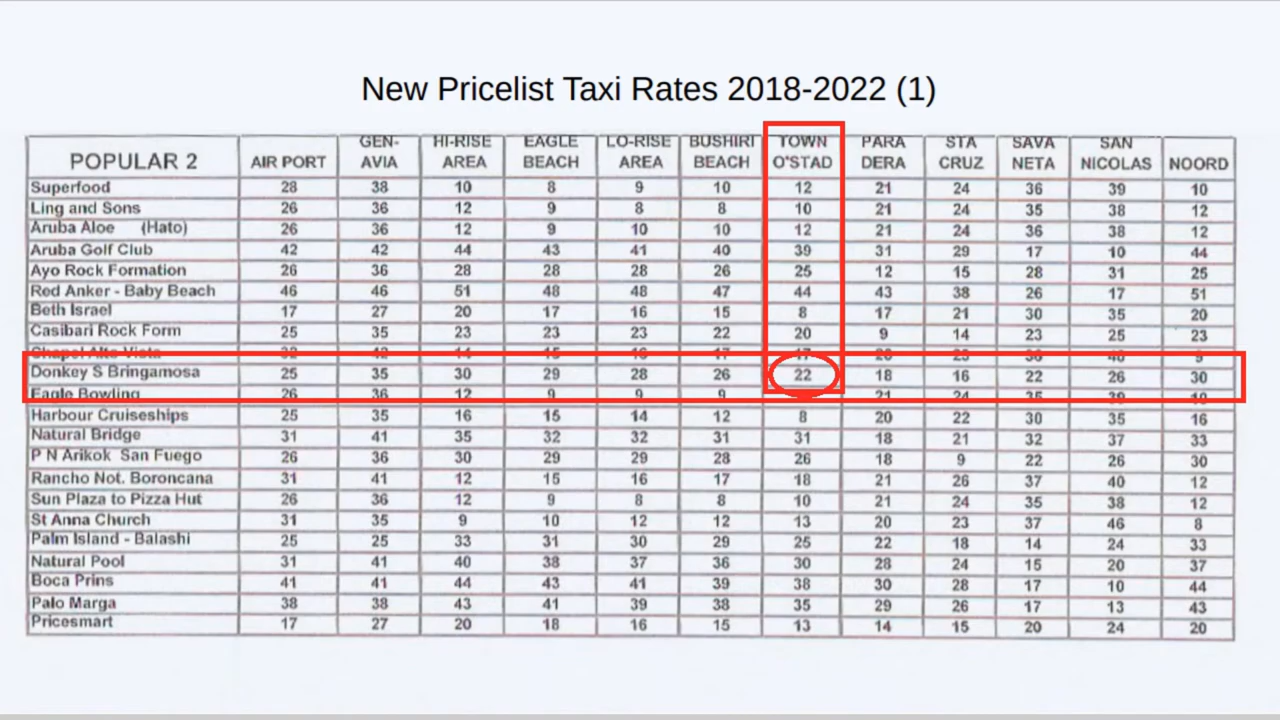 New Pricelist Taxi Rates 2018-2022 (1)
POPULAR 2 AIR PORT GEN-AVIA HI-RISE AREA EAGLE BEACH LO-RISE AREA BUSHIRI BEACH TOWN O'STAD PARA DERA STA CRUZ SAVA NETA SAN NICOLAS NOORD
Superfood 28 38 10 8 9 10 12 21 24 36 39 10
Ling and Sons 26 36 12 9 8 8 10 21 24 35 38 12
Aruba Aloe (Hato) 26 36 12 9 10 10 12 21 24 36 38 12
Aruba Golf Club 42 42 44 43 41 40 39 31 29 17 10 44
Ayo Rock Formation 26 36 28 28 28 26 25 12 15 28 31 25
Red Anker - Baby Beach 46 46 51 48 48 47 44 43 38 26 17 51
Beth Israel 17 27 20 17 16 15 8 17 21 30 35 20
Casibari Rock Form 25 35 23 23 23 22 20 9 14 23 25 23
Chapel Alto Vista 17
Donkey S Bringamosa 25 35 30 29 28 26 22 18 16 22 26 30
Eagle Bowling 26 36 12 9 9 9 21 24 35 39 10
Harbour Cruiseships 25 35 16 15 14 12 8 20 22 30 35 16
Natural Bridge 31 41 35 32 32 31 31 18 21 32 37 33
P N Arikok San Fuego 26 36 30 29 29 28 26 18 9 22 26 30
Rancho Not. Boroncana 31 41 12 15 16 17 18 21 26 37 40 12
Sun Plaza to Pizza Hut 26 36 12 9 8 8 10 21 24 35 38 12
St Anna Church 31 35 9 10 12 12 13 20 23 37 46 8
Palm Island - Balashi 25 25 33 31 30 29 25 22 18 14 24 33
Natural Pool 31 41 40 38 37 36 30 28 24 15 20 37
Boca Prins 41 41 44 43 41 39 38 30 28 17 10 44
Palo Marga 38 38 43 41 39 38 35 29 26 17 13 43
Pricesmart 17 27 20 18 16 15 13 14 15 20 24 20